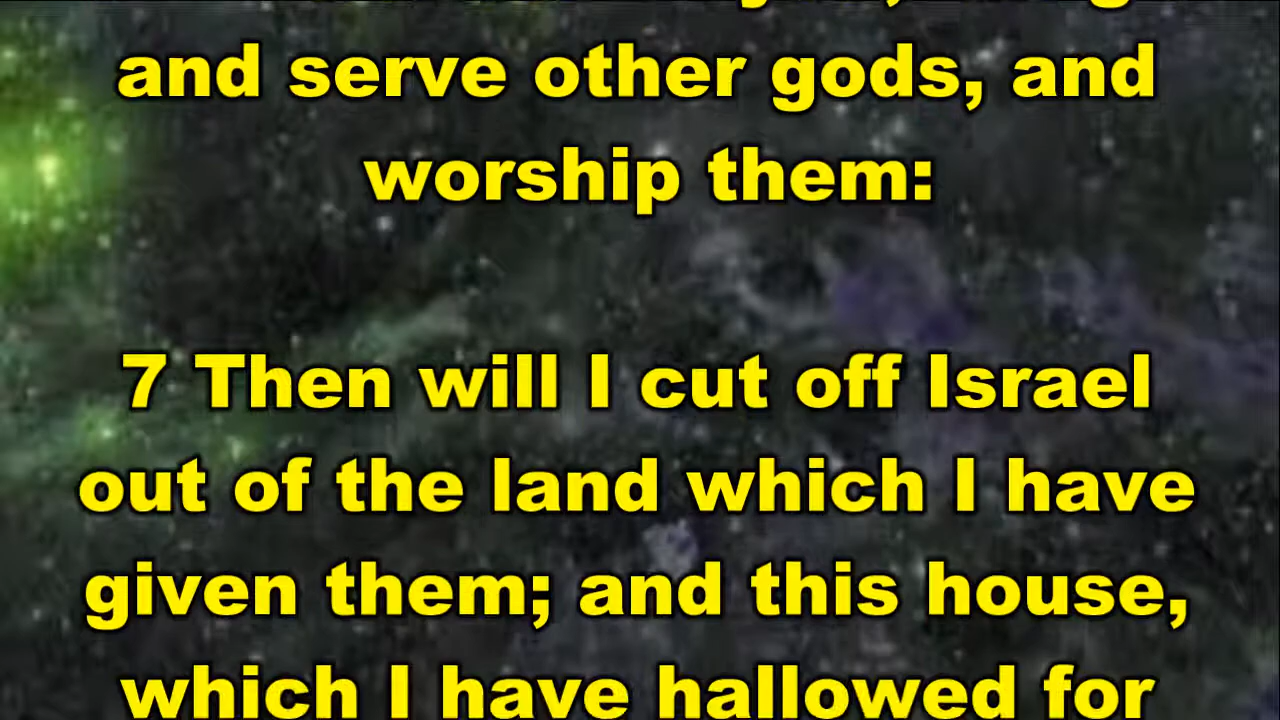 and serve other gods, and
worship them:
7 Then will I cut off Israel
out of the land which I have
given them; and this house,
which I have hallowed for